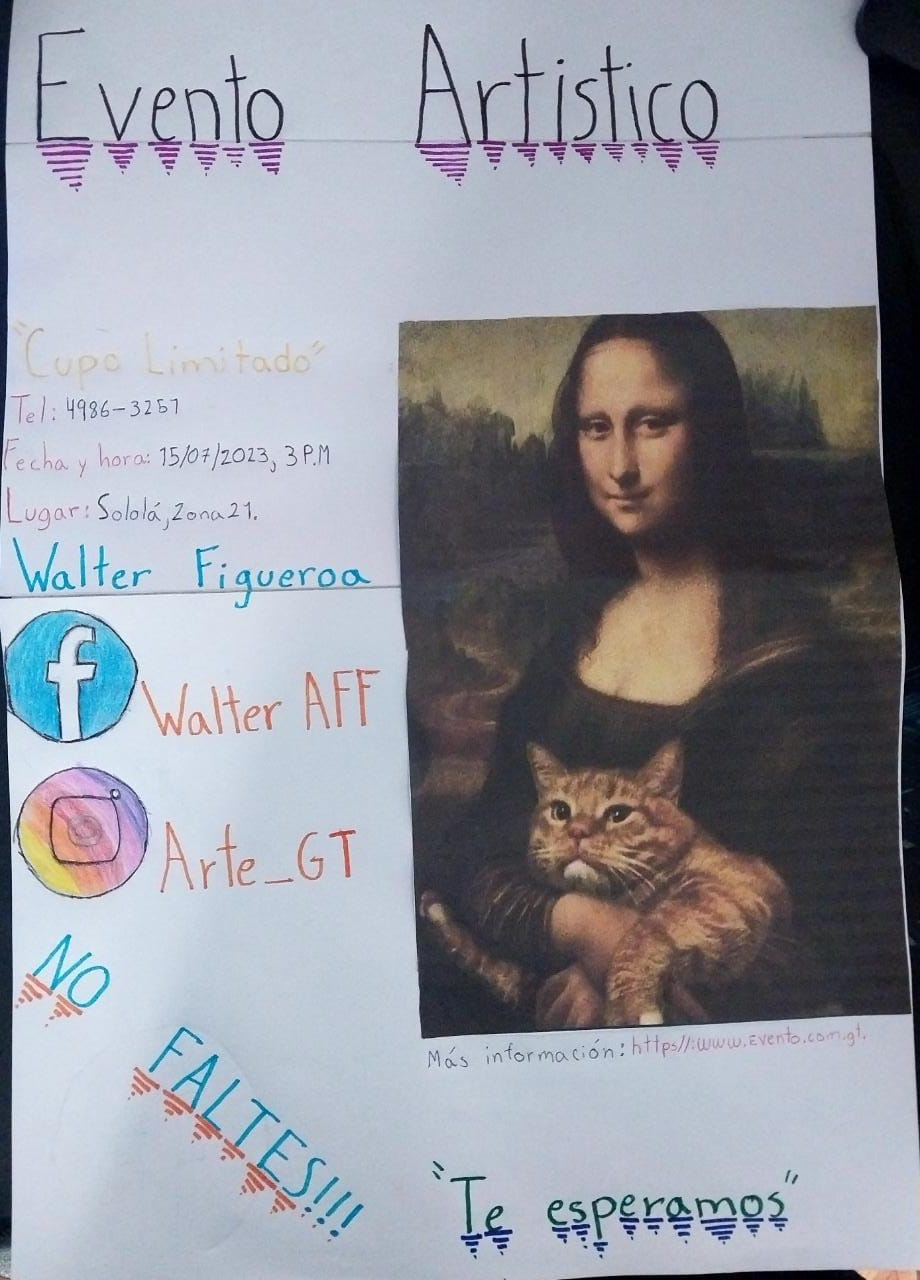 Evento Artistico
"Cupo Limitado"
Tel: 4986-3257
Fecha y hora: 15/07/2023, 3 P.M
Lugar: Sololá, Zona 21.
Walter Figueroa
f Walter AFF
Arte_GT
NO
FALTES!!!
Más información: https//:www.Evento.com.gt.
"Te esperamos"